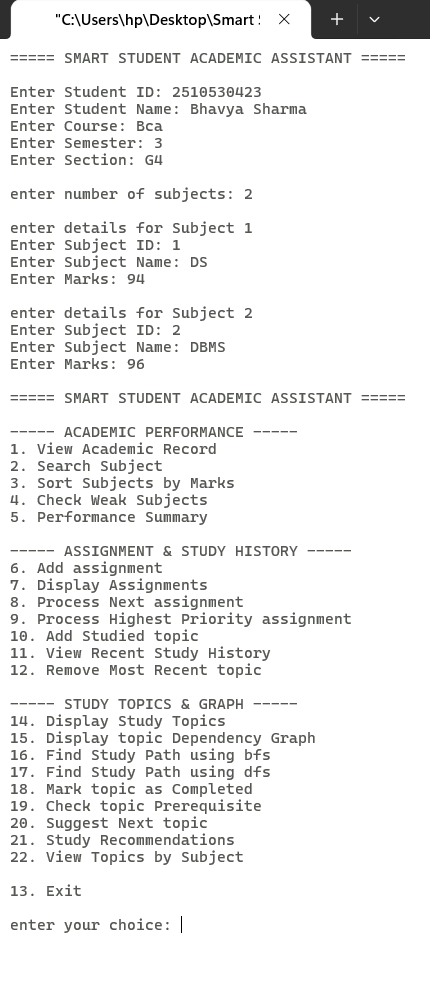 "C:\Users\hp\Desktop\Smart S
===== SMART STUDENT ACADEMIC ASSISTANT =====
Enter Student ID: 2510530423
Enter Student Name: Bhavya Sharma
Enter Course: Bca
Enter Semester: 3
Enter Section: G4
enter number of subjects: 2
enter details for Subject 1
Enter Subject ID: 1
Enter Subject Name: DS
Enter Marks: 94
enter details for Subject 2
Enter Subject ID: 2
Enter Subject Name: DBMS
Enter Marks: 96
===== SMART STUDENT ACADEMIC ASSISTANT =====
----- ACADEMIC PERFORMANCE -----
1. View Academic Record
2. Search Subject
3. Sort Subjects by Marks
4. Check Weak Subjects
5. Performance Summary
----- ASSIGNMENT & STUDY HISTORY -----
6. Add assignment
7. Display Assignments
8. Process Next assignment
9. Process Highest Priority assignment
10. Add Studied topic
11. View Recent Study History
12. Remove Most Recent topic
----- STUDY TOPICS & GRAPH -----
14. Display Study Topics
15. Display topic Dependency Graph
16. Find Study Path using bfs
17. Find Study Path using dfs
18. Mark topic as Completed
19. Check topic Prerequisite
20. Suggest Next topic
21. Study Recommendations
22. View Topics by Subject
13. Exit
enter your choice: